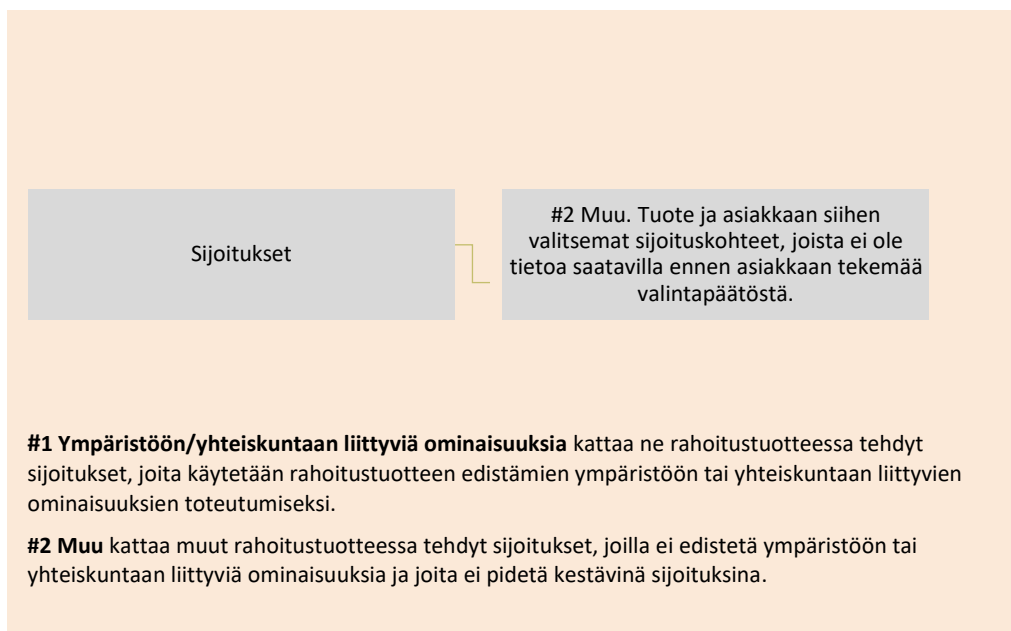 Sijoitukset
#2 Muu. Tuote ja asiakkaan siihen
valitsemat sijoituskohteet, joista ei ole
tietoa saatavilla ennen asiakkaan tekemää
valintapäätöstä.
#1 Ympäristöön/yhteiskuntaan liittyviä ominaisuuksia kattaa ne rahoitustuotteessa tehdyt
sijoitukset, joita käytetään rahoitustuotteen edistämien ympäristöön tai yhteiskuntaan liittyvien
ominaisuuksien toteutumiseksi.
#2 Muu kattaa muut rahoitustuotteessa tehdyt sijoitukset, joilla ei edistetä ympäristöön tai
yhteiskuntaan liittyviä ominaisuuksia ja joita ei pidetä kestävinä sijoituksina.